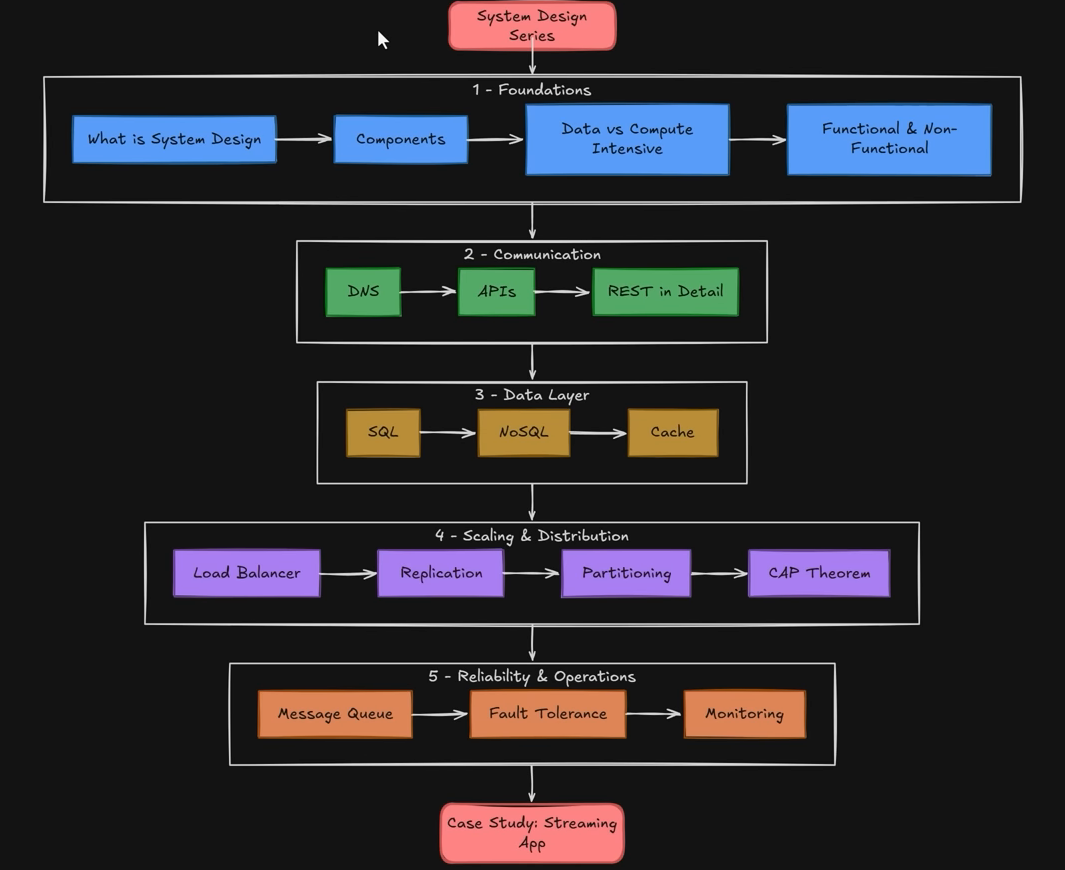 System Design
Series
1 - Foundations
What is System Design
Components
Data vs Compute
Intensive
Functional & Non-
Functional
2 - Communication
DNS
APIs
REST in Detail
3 - Data Layer
SQL
NoSQL
Cache
4 - Scaling & Distribution
Load Balancer
Replication
Partitioning
CAP Theorem
5 - Reliability & Operations
Message Queue
Fault Tolerance
Monitoring
Case Study: Streaming
App